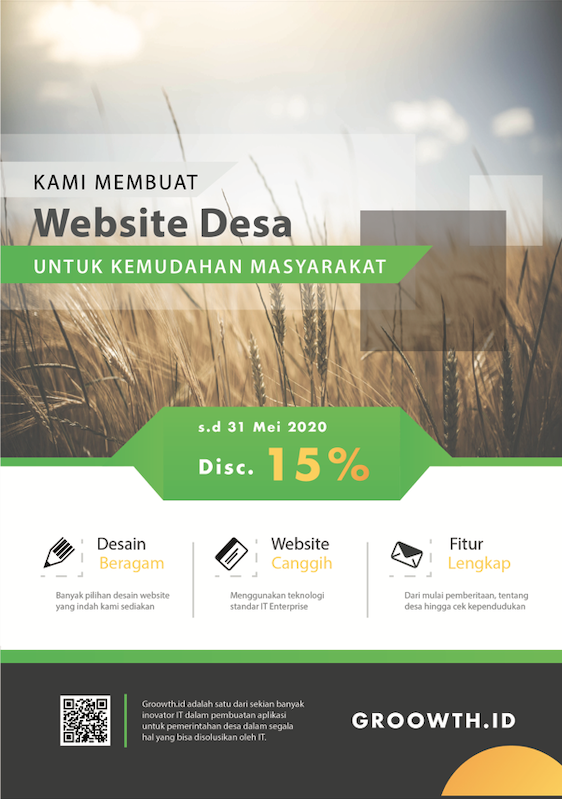 KAMI MEMBUAT
Website Desa
UNTUK KEMUDAHAN MASYARAKAT
s.d 31 Mei 2020
Disc. 15%
Desain
Beragam
Banyak pilihan desain website
yang indah kami sediakan
Website
Canggih
Menggunakan teknologi
standar IT Enterprise
Fitur
Lengkap
Dari mulai pemberitaan, tentang
desa hingga cek kependudukan
Groowth.id adalah satu dari sekian banyak
inovator IT dalam pembuatan aplikasi
untuk pemerintahan desa dalam segala
hal yang bisa disolusikan oleh IT.
GROOWTH.ID